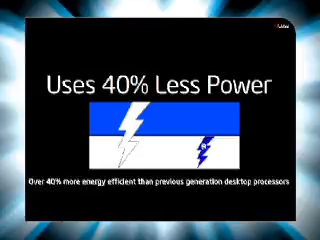 Uses 40% Less Power
Over 40% more energy efficient than previous generation desktop processors